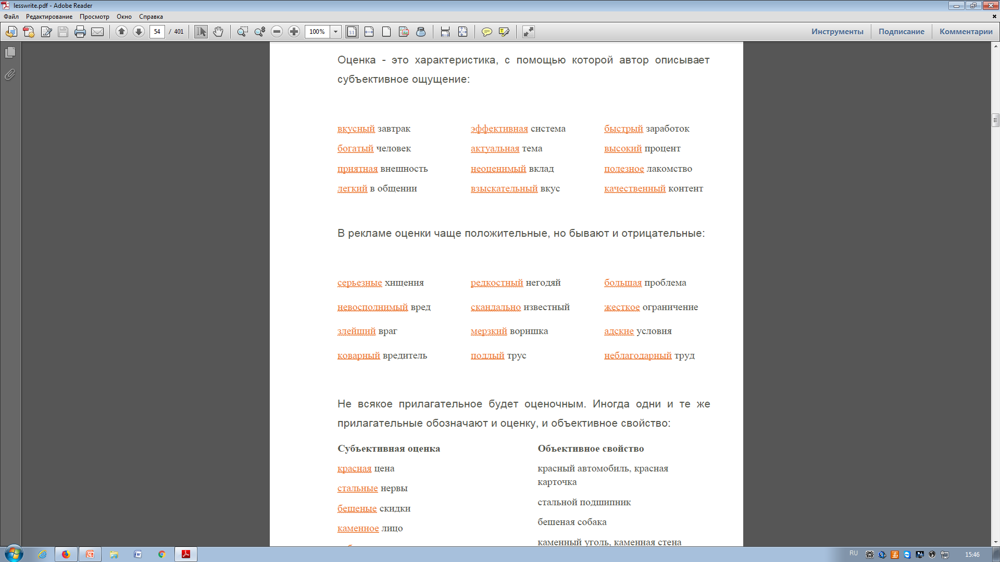 lesswrite.pdf - Adobe Reader
Файл Редактирование Просмотр Окно Справка
54 / 401 100% Инструменты Подписание Комментарии
Оценка - это характеристика, с помощью которой автор описывает
субъективное ощущение:
вкусный завтрак эффективная система быстрый заработок
богатый человек актуальная тема высокий процент
приятная внешность неоценимый вклад полезное лакомство
легкий в общении взыскательный вкус качественный контент
В рекламе оценки чаще положительные, но бывают и отрицательные:
серьезные хищения редкостный негодяй большая проблема
невосполнимый вред скандально известный жесткое ограничение
злейший враг мерзкий воришка адские условия
коварный вредитель подлый трус неблагодарный труд
Не всякое прилагательное будет оценочным. Иногда одни и те же
прилагательные обозначают и оценку, и объективное свойство:
Субъективная оценка Объективное свойство
красная цена красный автомобиль, красная
карточка
стальные нервы стальной подшипник
бешеные скидки бешеная собака
каменное лицо каменный уголь, каменная стена
RU 15:46